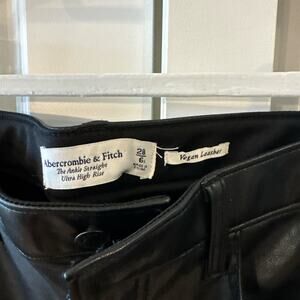 Abercrombie & Fitch
The Ankle Straight
Ultra High Rise
28
6
Vegan Leather